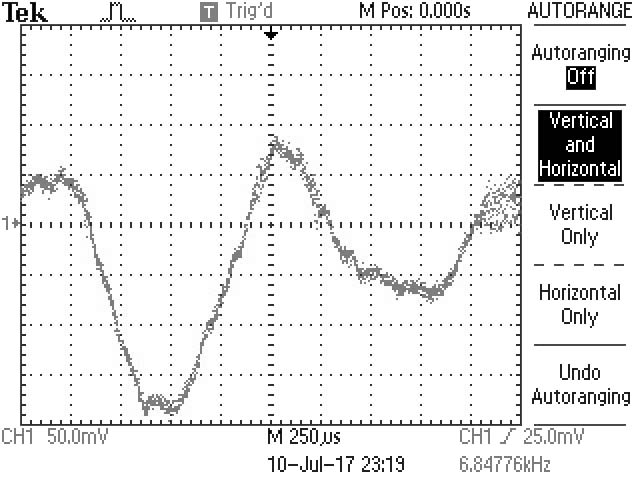 Tek T Trig'd M Pos: 0.000s AUTORANGE
Autoranging
Off
Vertical
and
Horizontal
1
Vertical
Only
Horizontal
Only
Undo
Autoranging
CH1 50.0mV M 250µs CH1 25.0mV
10-Jul-17 23:19 6.84776kHz